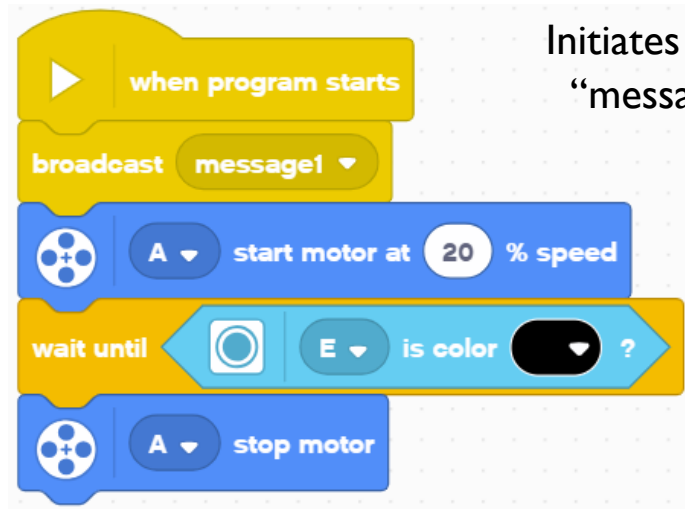 Initiates
“messa
when program starts
broadcast message1
A start motor at 20 % speed
wait until E is color ?
A stop motor